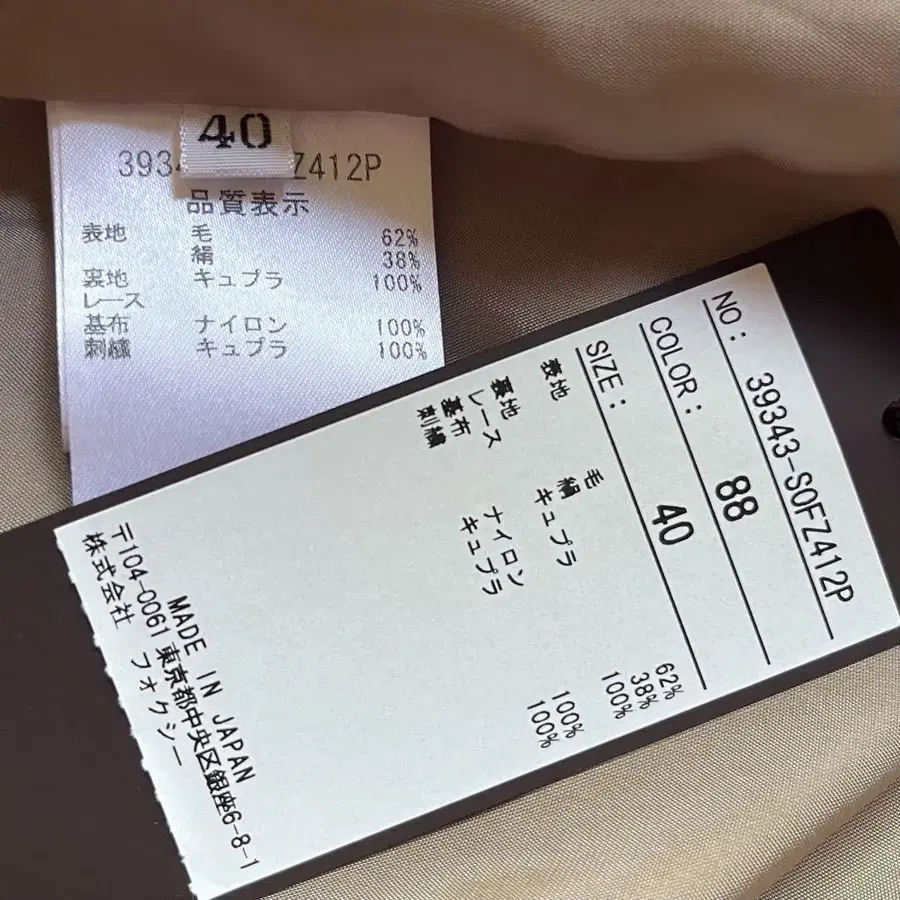 40
393 Z412P
品質表示
表地 毛 62%
絹 38%
裏地 キュプラ 100%
レース
基布 ナイロン 100%
刺繍 キュプラ 100%
NO: 39343-S0FZ412P
COLOR: 88
SIZE: 40
表地 毛 62%
絹 38%
裏地 キュプラ 100%
レース
基布 ナイロン 100%
刺繍 キュプラ 100%
MADE IN JAPAN
〒104-0061 東京都中央区銀座6-8-1
株式会社 フォクシー